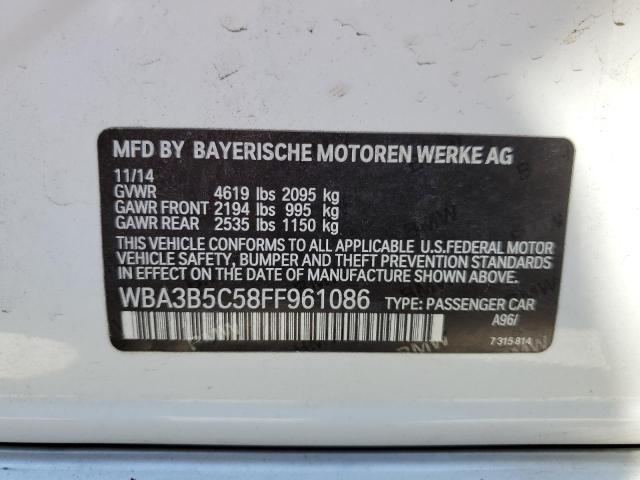 MFD BY BAYERISCHE MOTOREN WERKE AG
11/14
GVWR 4619 lbs 2095 kg
GAWR FRONT 2194 lbs 995 kg
GAWR REAR 2535 lbs 1150 kg
THIS VEHICLE CONFORMS TO ALL APPLICABLE U.S.FEDERAL MOTOR
VEHICLE SAFETY, BUMPER AND THEFT PREVENTION STANDARDS IN
EFFECT ON THE DATE OF MANUFACTURE SHOWN ABOVE.
WBA3B5C58FF961086 TYPE: PASSENGER CAR
A96/
7 315 814